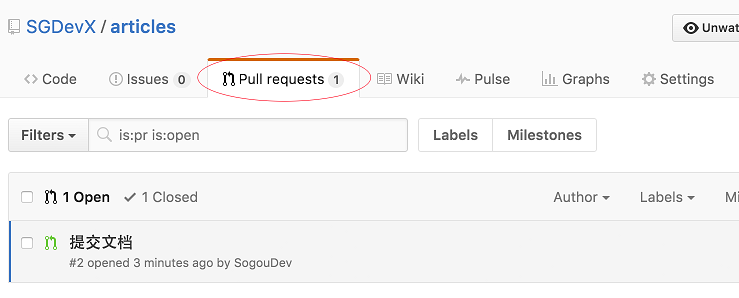 SGDevX / articles
Unwat
Code Issues 0 Pull requests 1 Wiki Pulse Graphs Settings
Filters is:pr is:open Labels Milestones
1 Open 1 Closed Author Labels Mi
提交文档
#2 opened 3 minutes ago by SogouDev